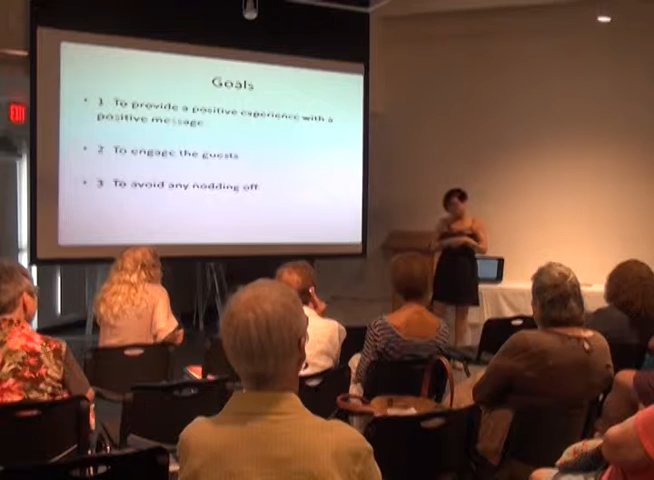 Goals
• 1 To provide a positive experience with a
positive message
• 2 To engage the guests
• 3 To avoid any nodding off
EXIT